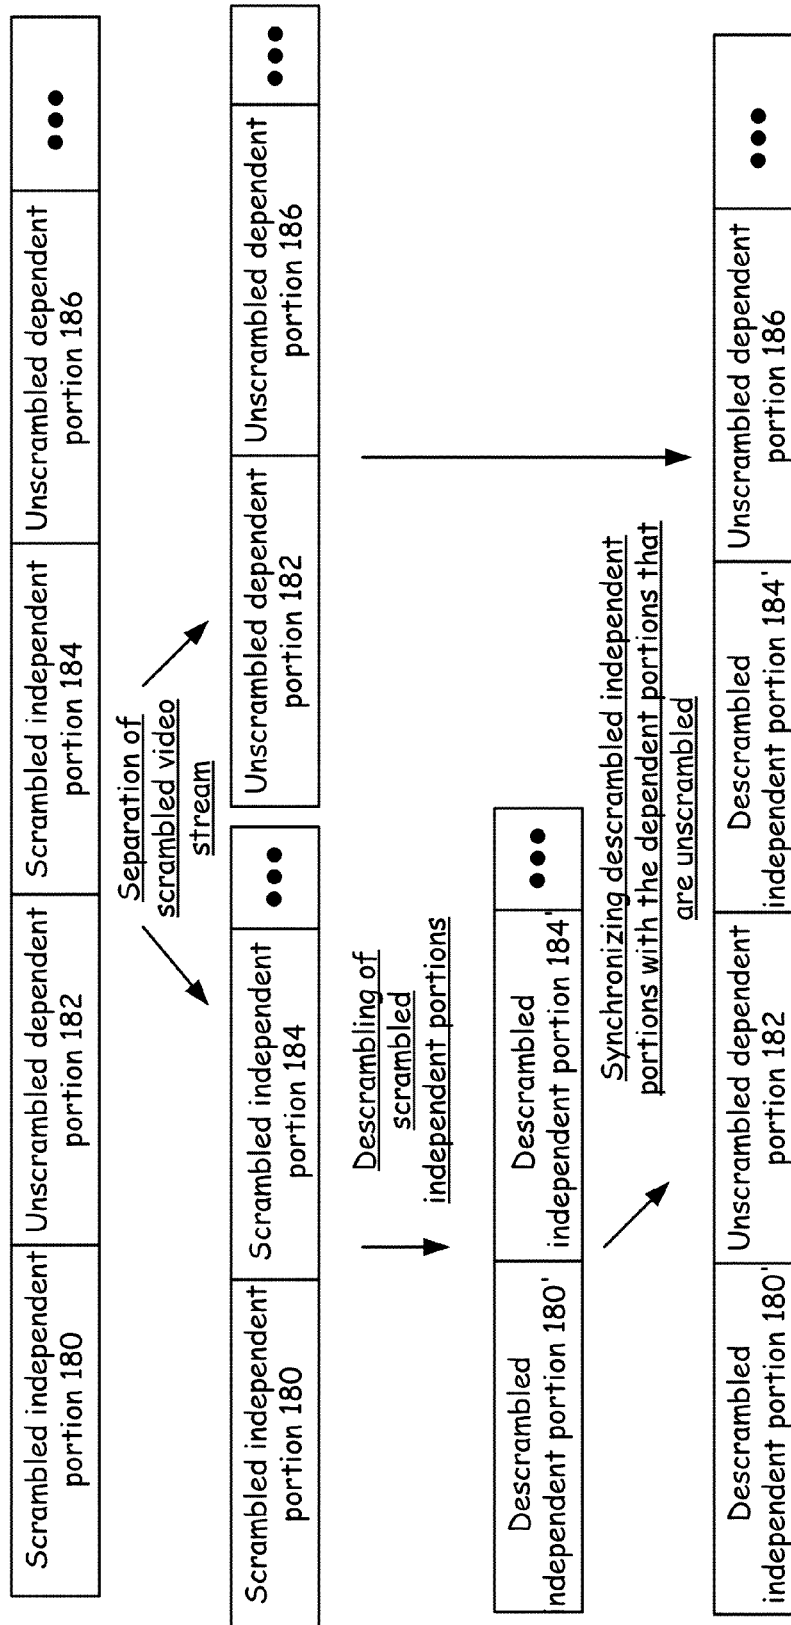 Scrambled independent
portion 180
Unscrambled dependent
portion 182
Scrambled independent
portion 184
Unscrambled dependent
portion 186
•••
Separation of
scrambled video
stream
Scrambled independent
portion 180
Scrambled independent
portion 184
•••
Unscrambled dependent
portion 182
Unscrambled dependent
portion 186
•••
Descrambling of
scrambled
independent portions
Descrambled
independent portion 180'
Descrambled
independent portion 184'
•••
Synchronizing descrambled independent
portions with the dependent portions that
are unscrambled
Descrambled
independent portion 180'
Unscrambled dependent
portion 182
Descrambled
independent portion 184'
Unscrambled dependent
portion 186
•••